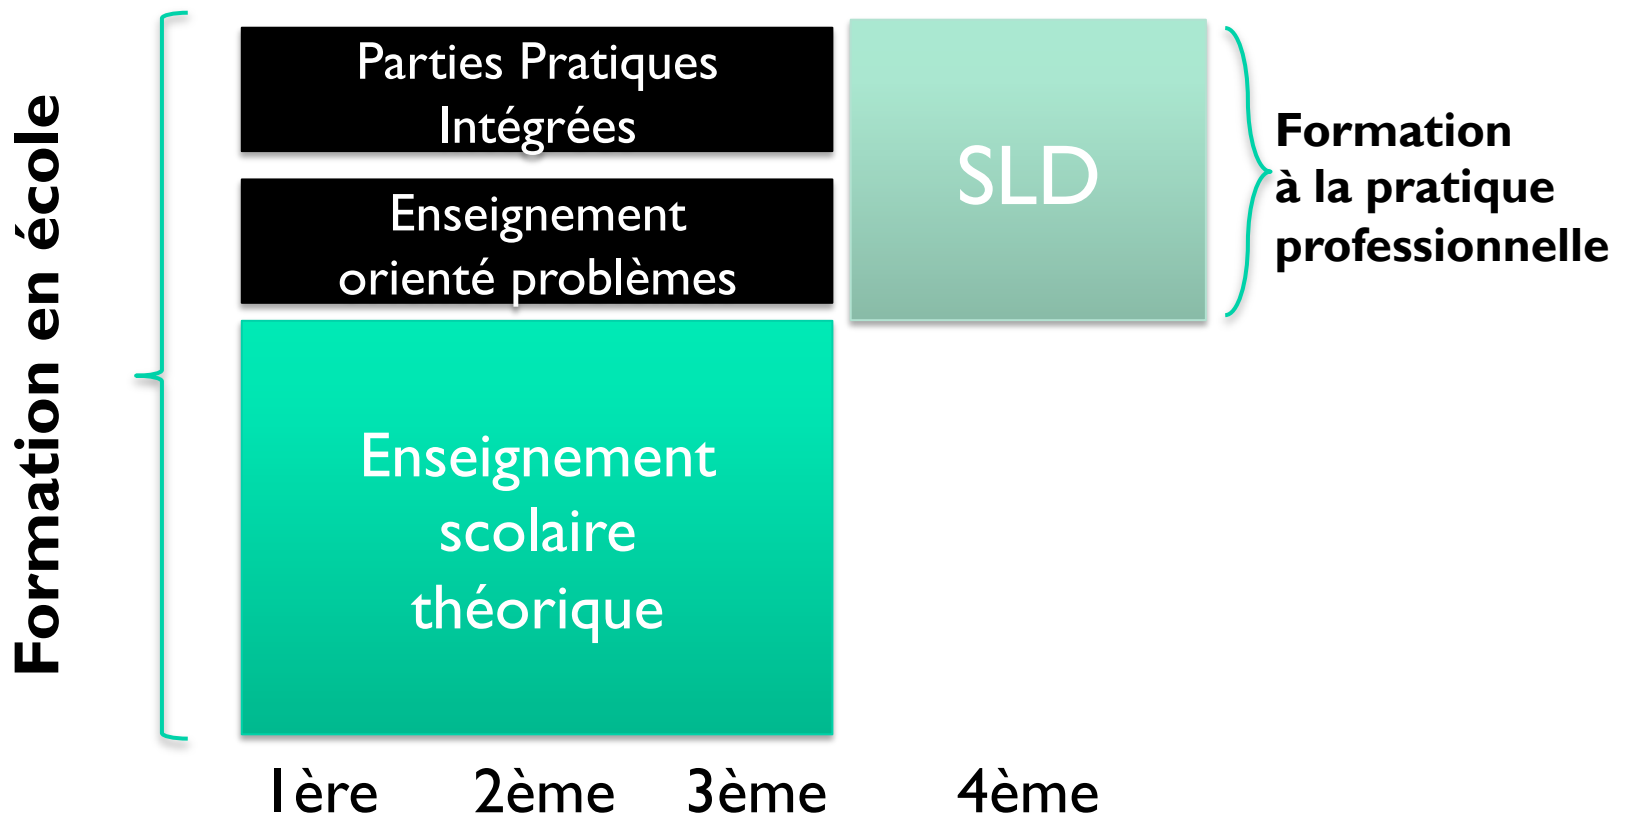 Formation en école
Parties Pratiques
Intégrées
Enseignement
orienté problèmes
Enseignement
scolaire
théorique
SLD
Formation
à la pratique
professionnelle
1ère 2ème 3ème 4ème